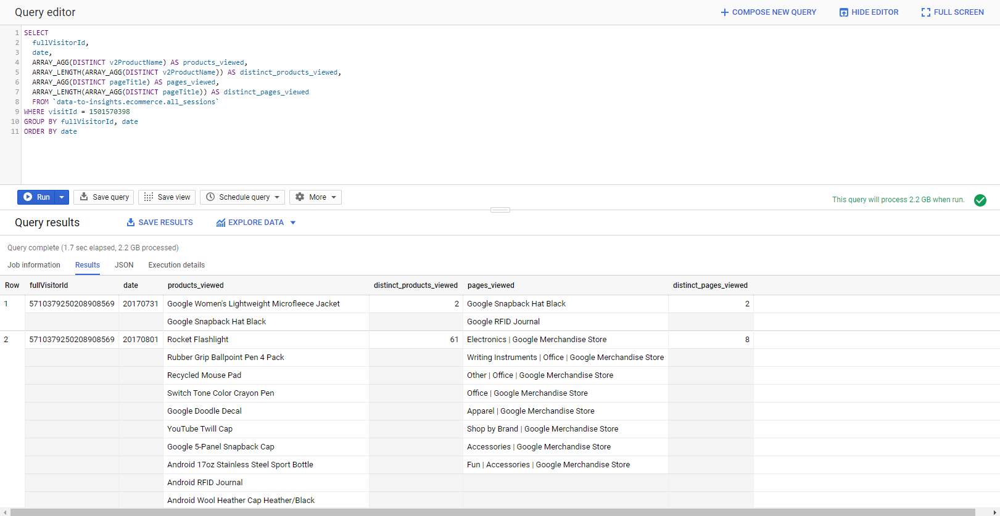 Query editor
COMPOSE NEW QUERY
HIDE EDITOR
FULL SCREEN
1 SELECT
2 fullVisitorId,
3 date,
4 ARRAY_AGG(DISTINCT v2ProductName) AS products_viewed,
5 ARRAY_LENGTH(ARRAY_AGG(DISTINCT v2ProductName)) AS distinct_products_viewed,
6 ARRAY_AGG(DISTINCT pageTitle) AS pages_viewed,
7 ARRAY_LENGTH(ARRAY_AGG(DISTINCT pageTitle)) AS distinct_pages_viewed
8 FROM `data-to-insights.ecommerce.all_sessions`
9 WHERE visitId = 1501570398
10 GROUP BY fullVisitorId, date
11 ORDER BY date
Run
Save query
Save view
Schedule query
More
This query will process 2.2 GB when run.
Query results
SAVE RESULTS
EXPLORE DATA
Query complete (1.7 sec elapsed, 2.2 GB processed)
Job information Results JSON Execution details
Row fullVisitorId date products_viewed distinct_products_viewed pages_viewed distinct_pages_viewed
1 5710379250208908569 20170731 Google Women's Lightweight Microfleece Jacket 2 Google Snapback Hat Black 2
Google Snapback Hat Black Google RFID Journal
2 5710379250208908569 20170801 Rocket Flashlight 61 Electronics | Google Merchandise Store 8
Rubber Grip Ballpoint Pen 4 Pack Writing Instruments | Office | Google Merchandise Store
Recycled Mouse Pad Other | Office | Google Merchandise Store
Switch Tone Color Crayon Pen Office | Google Merchandise Store
Google Doodle Decal Apparel | Google Merchandise Store
YouTube Twill Cap Shop by Brand | Google Merchandise Store
Google 5-Panel Snapback Cap Accessories | Google Merchandise Store
Android 17oz Stainless Steel Sport Bottle Fun | Accessories | Google Merchandise Store
Android RFID Journal
Android Wool Heather Cap Heather/Black